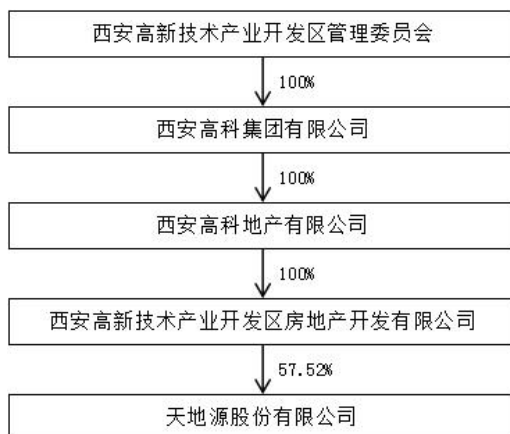 西安高新技术产业开发区管理委员会
100%
西安高科集团有限公司
100%
西安高科地产有限公司
100%
西安高新技术产业开发区房地产开发有限公司
57.52%
天地源股份有限公司